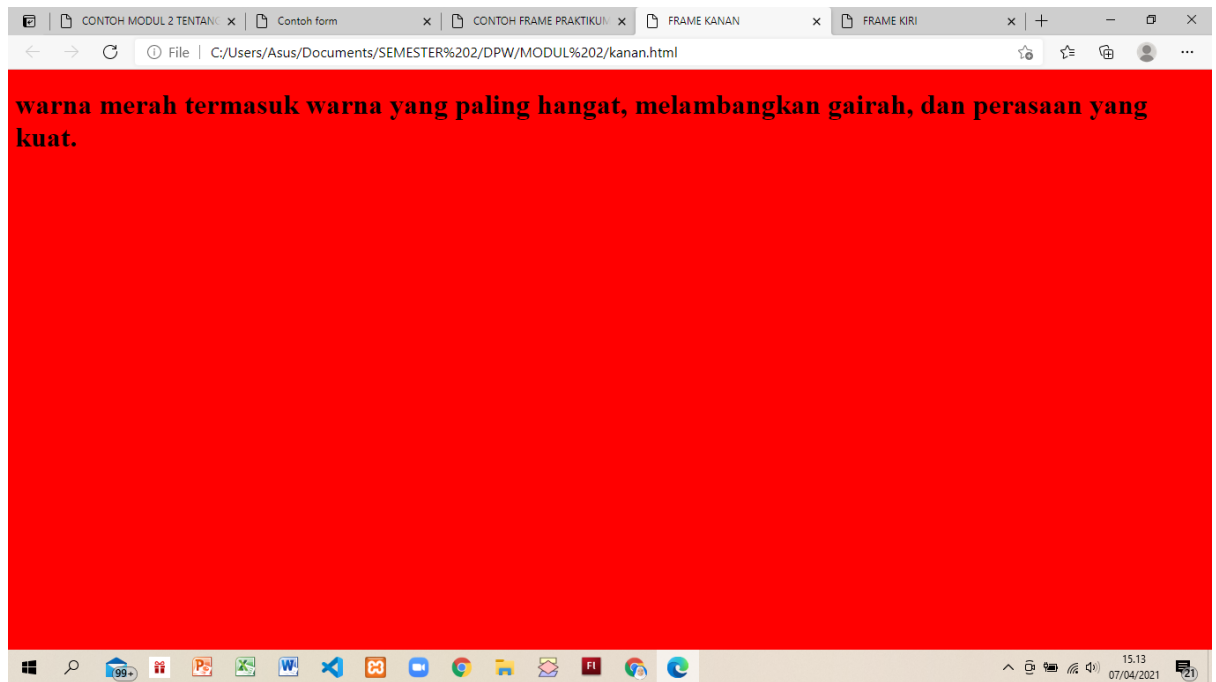 CONTOH MODUL 2 TENTANG
Contoh form
CONTOH FRAME PRAKTIKUM
FRAME KANAN
FRAME KIRI
File | C:/Users/Asus/Documents/SEMESTER%202/DPW/MODUL%202/kanan.html
warna merah termasuk warna yang paling hangat, melambangkan gairah, dan perasaan yang
kuat.
99+
15.13
07/04/2021
21